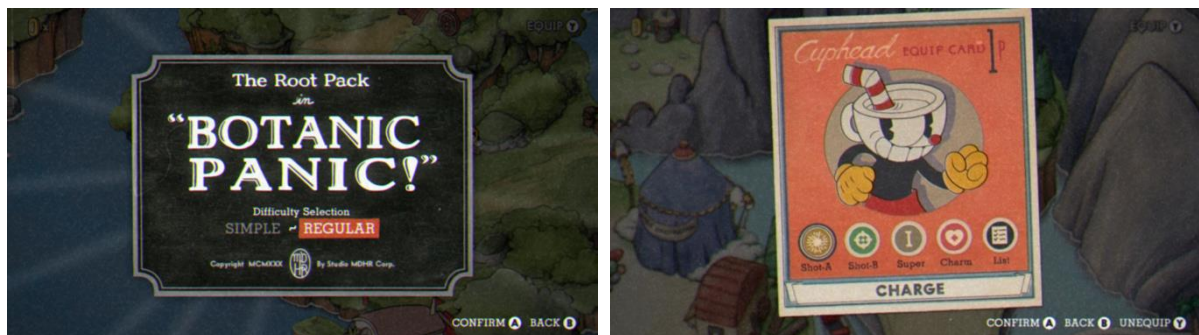 EQUIP Y
The Root Pack
in
“BOTANIC
PANIC!”
Difficulty Selection
SIMPLE ~ REGULAR
Copyright MCMXXX MDHR By Studio MDHR Corp.
CONFIRM A BACK B
EQUIP Y
Cuphead EQUIP CARD 1P
I
Shot-A Shot-B Super Charm List
CHARGE
CONFIRM A BACK B UNEQUIP Y